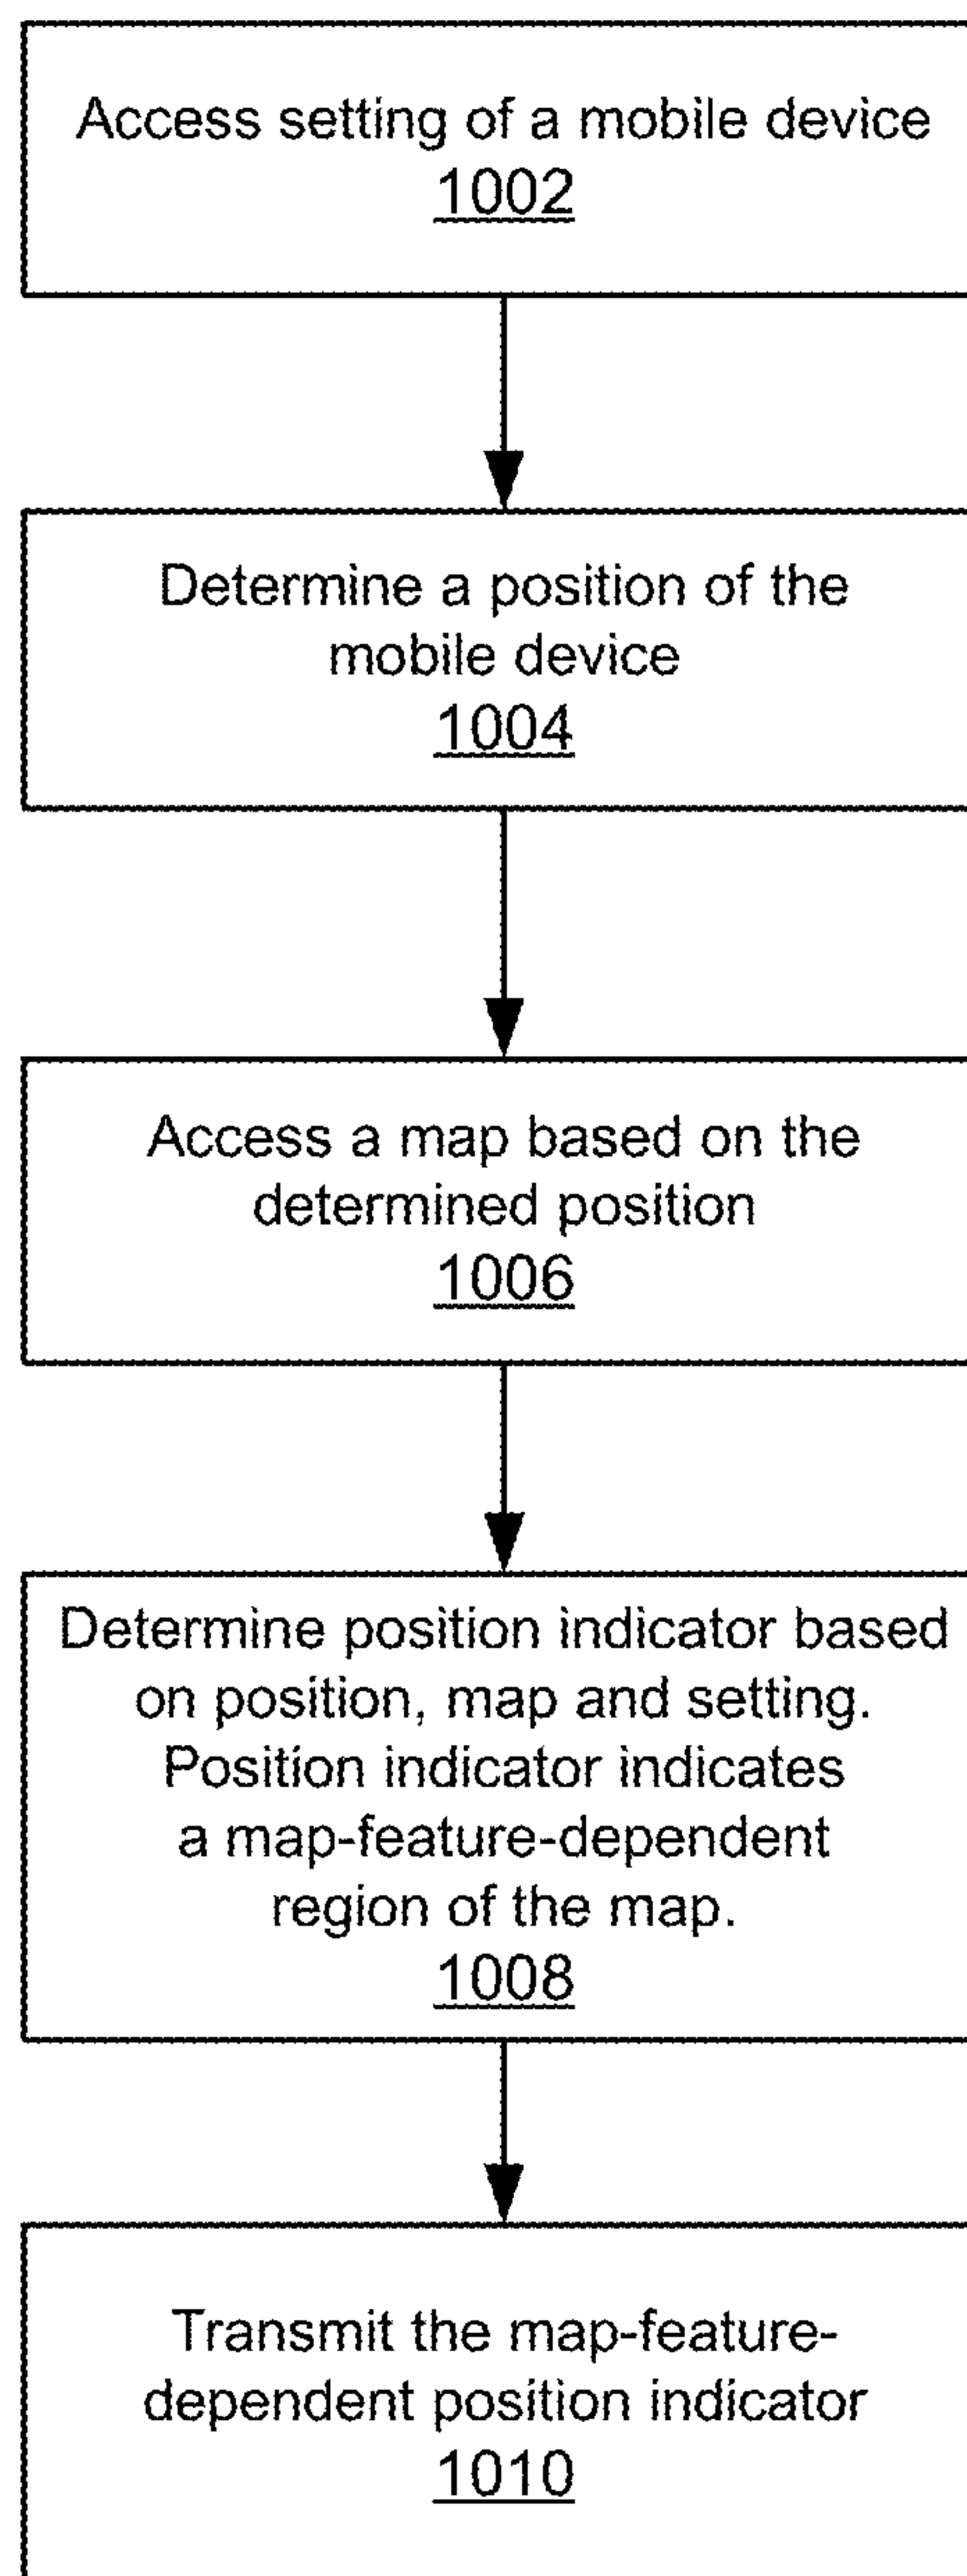 Access setting of a mobile device
1002
Determine a position of the
mobile device
1004
Access a map based on the
determined position
1006
Determine position indicator based
on position, map and setting.
Position indicator indicates
a map-feature-dependent
region of the map.
1008
Transmit the map-feature-
dependent position indicator
1010